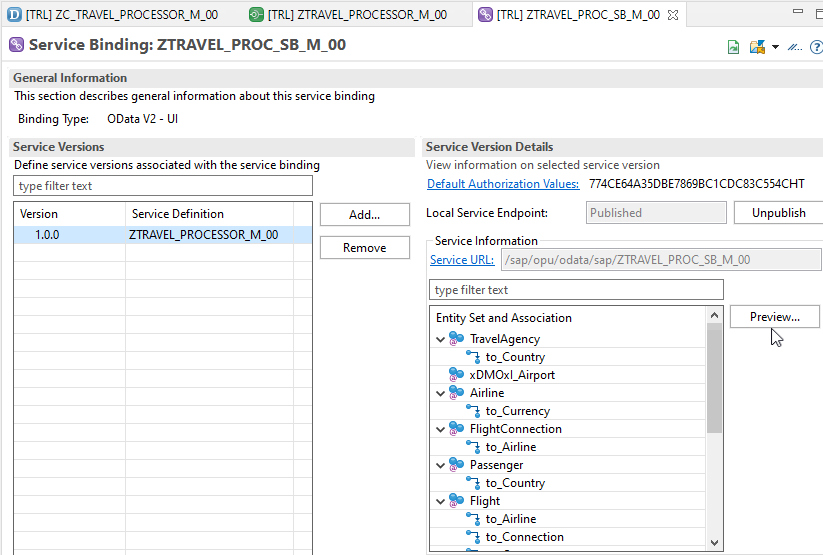 [TRL] ZC_TRAVEL_PROCESSOR_M_00
[TRL] ZTRAVEL_PROCESSOR_M_00
[TRL] ZTRAVEL_PROC_SB_M_00
Service Binding: ZTRAVEL_PROC_SB_M_00
General Information
This section describes general information about this service binding
Binding Type: OData V2 - UI
Service Versions
Define service versions associated with the service binding
type filter text
Version Service Definition
1.0.0 ZTRAVEL_PROCESSOR_M_00
Add...
Remove
Service Version Details
View information on selected service version
Default Authorization Values: 774CE64A35DBE7869BC1CDC83C554CHT
Local Service Endpoint: Published Unpublish
Service Information
Service URL: /sap/opu/odata/sap/ZTRAVEL_PROC_SB_M_00
type filter text
Entity Set and Association
Preview...
TravelAgency
to_Country
xDMOxI_Airport
Airline
to_Currency
FlightConnection
to_Airline
Passenger
to_Country
Flight
to_Airline
to_Connection